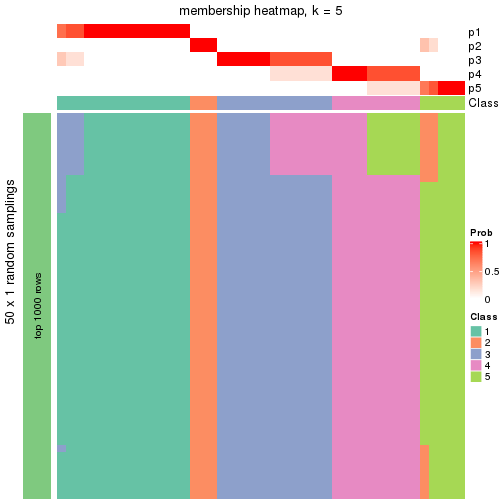 membership heatmap, k = 5
p1
p2
p3
p4
p5
Class
50 x 1 random samplings
top 1000 rows
Prob
1
0.5
0
Class
1
2
3
4
5